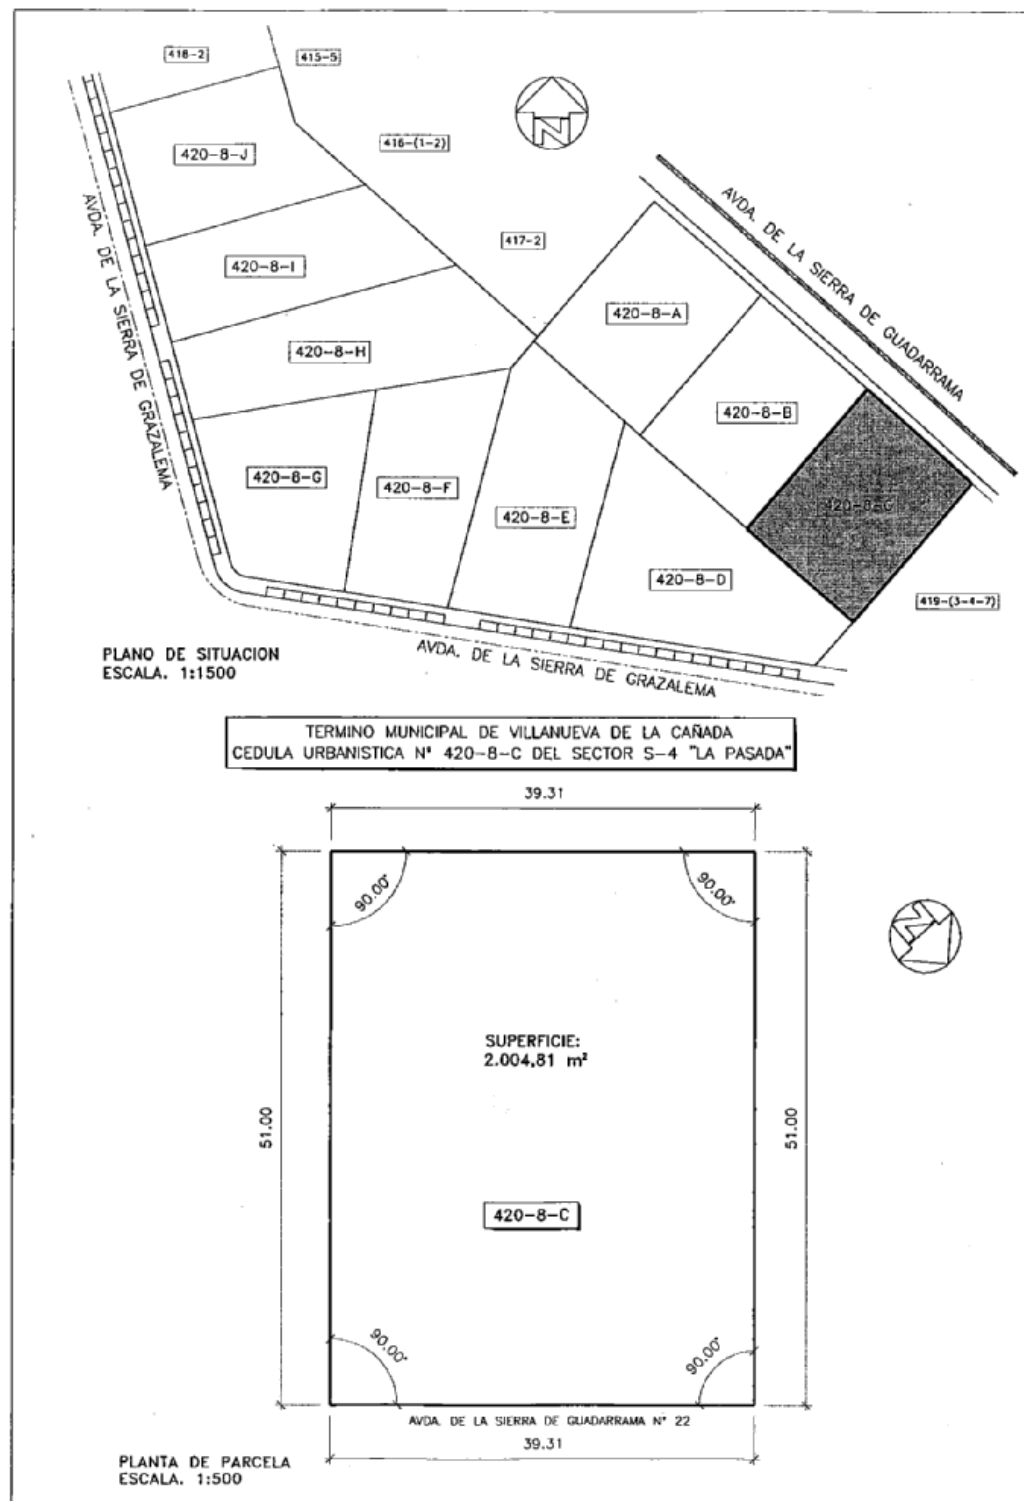 418-2
415-5
420-8-J
416-(1-2)
N
AVDA. DE LA SIERRA DE GUADARRAMA
AVDA. DE LA SIERRA DE GRAZALEMA
417-2
420-8-I
420-8-A
420-8-H
420-8-B
420-8-G
420-8-F
420-8-E
420-8-C
420-8-D
419-(3-4-7)
AVDA. DE LA SIERRA DE GRAZALEMA
PLANO DE SITUACION
ESCALA. 1:1500
TERMINO MUNICIPAL DE VILLANUEVA DE LA CAÑADA
CEDULA URBANISTICA Nº 420-8-C DEL SECTOR S-4 "LA PASADA"
39.31
90.00°
90.00°
N
SUPERFICIE:
2.004,81 m²
51.00
51.00
420-8-C
90.00°
90.00°
AVDA. DE LA SIERRA DE GUADARRAMA Nº 22
39.31
PLANTA DE PARCELA
ESCALA. 1:500